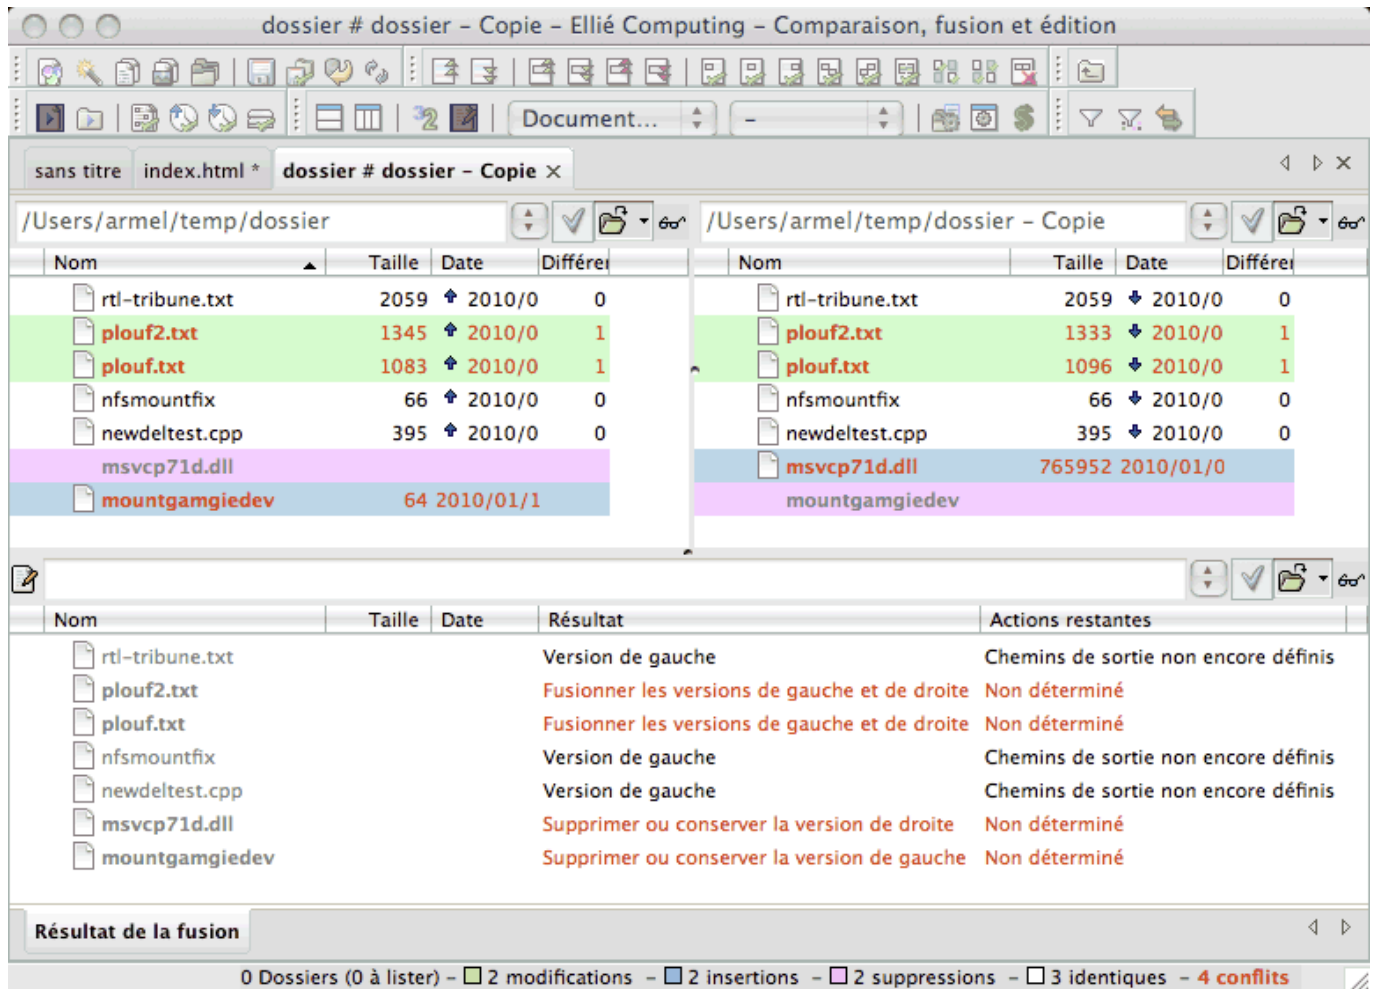 dossier # dossier – Copie – Ellié Computing – Comparaison, fusion et édition
Document... –
sans titre index.html * dossier # dossier – Copie
/Users/armel/temp/dossier /Users/armel/temp/dossier – Copie
Nom Taille Date Différei Nom Taille Date Différei
rtl-tribune.txt 2059 2010/0 0 rtl-tribune.txt 2059 2010/0 0
plouf2.txt 1345 2010/0 1 plouf2.txt 1333 2010/0 1
plouf.txt 1083 2010/0 1 plouf.txt 1096 2010/0 1
nfsmountfix 66 2010/0 0 nfsmountfix 66 2010/0 0
newdeltest.cpp 395 2010/0 0 newdeltest.cpp 395 2010/0 0
msvcp71d.dll msvcp71d.dll 765952 2010/01/0
mountgamgiedev 64 2010/01/1 mountgamgiedev
Nom Taille Date Résultat Actions restantes
rtl-tribune.txt Version de gauche Chemins de sortie non encore définis
plouf2.txt Fusionner les versions de gauche et de droite Non déterminé
plouf.txt Fusionner les versions de gauche et de droite Non déterminé
nfsmountfix Version de gauche Chemins de sortie non encore définis
newdeltest.cpp Version de gauche Chemins de sortie non encore définis
msvcp71d.dll Supprimer ou conserver la version de droite Non déterminé
mountgamgiedev Supprimer ou conserver la version de gauche Non déterminé
Résultat de la fusion
0 Dossiers (0 à lister) – 2 modifications – 2 insertions – 2 suppressions – 3 identiques – 4 conflits